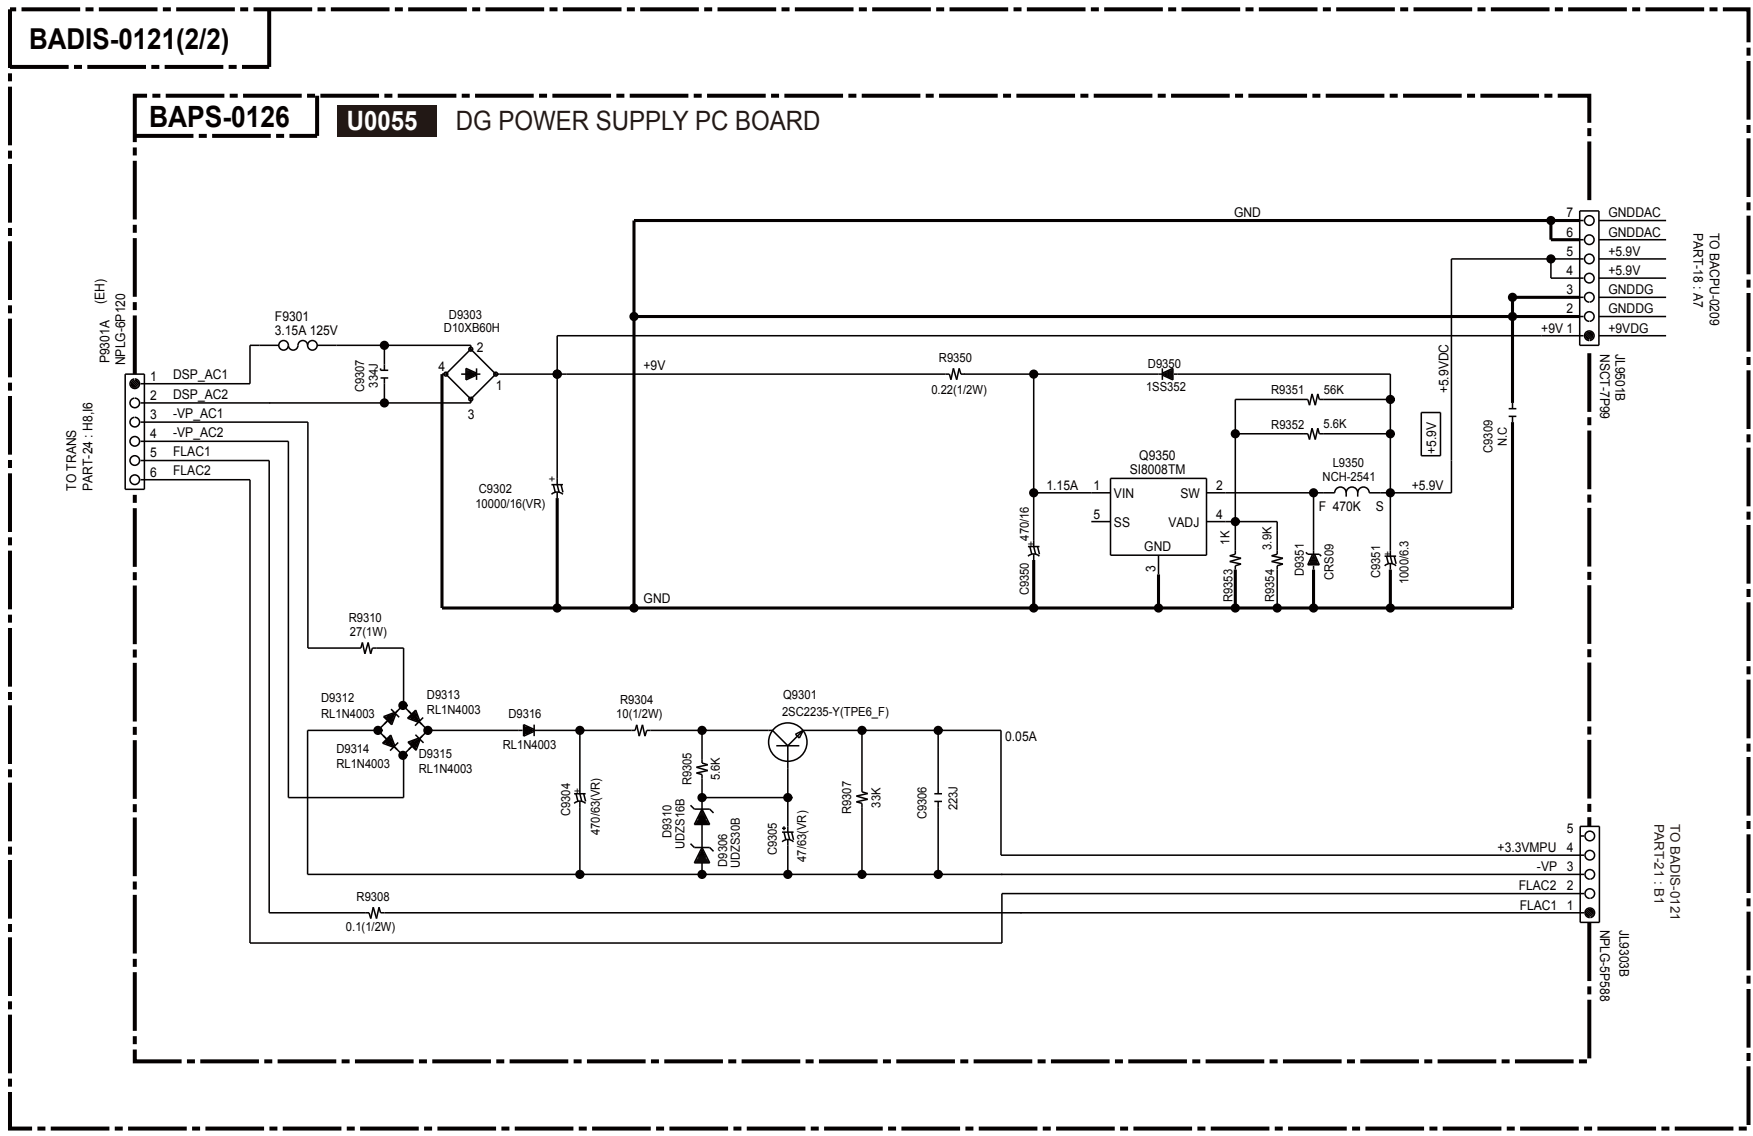 BADIS-0121(2/2)
BAPS-0126
U0055
DG POWER SUPPLY PC BOARD
P9301A (EH)
NPLG-6P120
TO TRANS
PART-24 : H8,I6
1 DSP_AC1
2 DSP_AC2
3 -VP_AC1
4 -VP_AC2
5 FLAC1
6 FLAC2
F9301
3.15A 125V
C9307
334J
D9303
D10XB60H
2
4
1
3
+9V
C9302
10000/16(VR)
+
GND
GND
R9350
0.22(1/2W)
D9350
1SS352
R9351 56K
R9352 5.6K
Q9350
SI8008TM
1.15A
1 VIN
SW 2
5 SS
VADJ 4
GND
3
C9350
470/16
+
R9353
1K
R9354
3.9K
D9351
CRS09
L9350
NCH-2541
F 470K S
+5.9V
C9351
1000/6.3
+
+5.9VDC
+5.9V
C9309
N.C
7 GNDDAC
6 GNDDAC
5 +5.9V
4 +5.9V
3 GNDDG
2 GNDDG
+9V 1 +9VDG
TO BACPU-0209
PART-18 : A7
JL9501B
NSCT-7P99
R9310
27(1W)
D9312
RL1N4003
D9313
RL1N4003
D9314
RL1N4003
D9315
RL1N4003
D9316
RL1N4003
C9304
470/63(VR)
+
R9304
10(1/2W)
R9305
5.6K
D9310
UDZS16B
D9306
UDZS30B
Q9301
2SC2235-Y(TPE6_F)
C9305
47/63(VR)
R9307
33K
C9306
223J
0.05A
R9308
0.1(1/2W)
5
+3.3VMPU 4
-VP 3
FLAC2 2
FLAC1 1
TO BADIS-0121
PART-21 : B1
JL9303B
NPLG-5P588